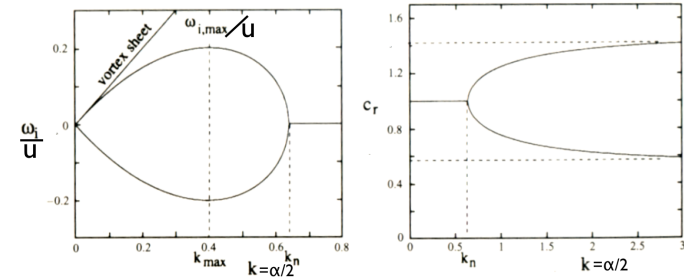 ω_{i,max}/u
vortex sheet
0.2
0
−0.2
ω_i/u
0 0.2 0.4 0.6 0.8
k_max k_n
k=α/2
1.6
1.2
c_r
0.8
0.4
0
0 0.5 1 1.5 2 2.5 3
k_n k=α/2